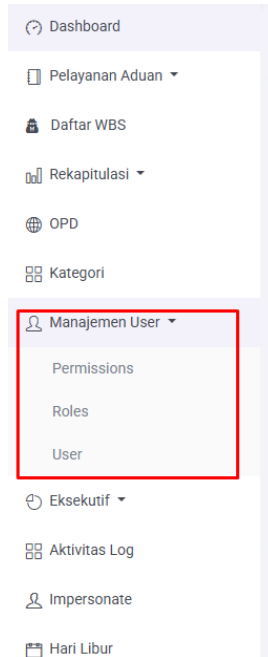 Dashboard
Pelayanan Aduan
Daftar WBS
Rekapitulasi
OPD
Kategori
Manajemen User
Permissions
Roles
User
Eksekutif
Aktivitas Log
Impersonate
Hari Libur